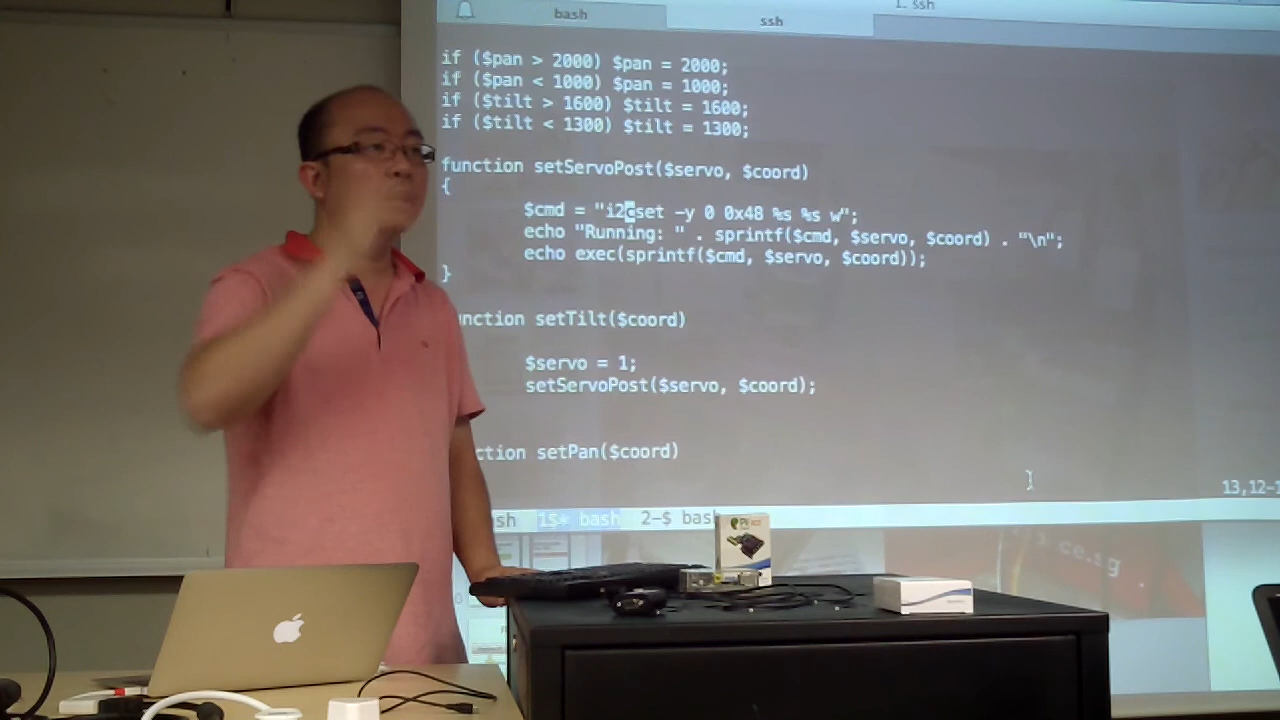 1. ssh
bash ssh
if ($pan > 2000) $pan = 2000;
if ($pan < 1000) $pan = 1000;
if ($tilt > 1600) $tilt = 1600;
if ($tilt < 1300) $tilt = 1300;
function setServoPost($servo, $coord)
{
$cmd = "i2cset -y 0 0x48 %s %s w";
echo "Running: " . sprintf($cmd, $servo, $coord) . "\n";
echo exec(sprintf($cmd, $servo, $coord));
}
unction setTilt($coord)
$servo = 1;
setServoPost($servo, $coord);
ction setPan($coord)
13,12-1
sh 1$* bash 2-$ bas
ce.sg